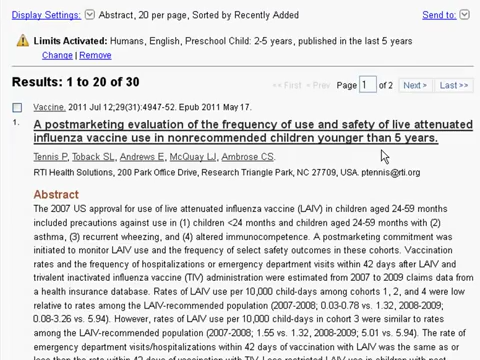 Display Settings: Abstract, 20 per page, Sorted by Recently Added Send to:
Limits Activated: Humans, English, Preschool Child: 2-5 years, published in the last 5 years
Change | Remove
Results: 1 to 20 of 30 << First < Prev Page 1 of 2 Next > Last >>
Vaccine. 2011 Jul 12;29(31):4947-52. Epub 2011 May 17.
1. A postmarketing evaluation of the frequency of use and safety of live attenuated
influenza vaccine use in nonrecommended children younger than 5 years.
Tennis P, Toback SL, Andrews E, McQuay LJ, Ambrose CS.
RTI Health Solutions, 200 Park Office Drive, Research Triangle Park, NC 27709, USA. ptennis@rti.org
Abstract
The 2007 US approval for use of live attenuated influenza vaccine (LAIV) in children aged 24-59 months
included precautions against use in (1) children <24 months and children aged 24-59 months with (2)
asthma, (3) recurrent wheezing, and (4) altered immunocompetence. A postmarketing commitment was
initiated to monitor LAIV use and the frequency of select safety outcomes in these cohorts. Vaccination
rates and the frequency of hospitalizations or emergency department visits within 42 days after LAIV and
trivalent inactivated influenza vaccine (TIV) administration were estimated from 2007 to 2009 claims data from
a health insurance database. Rates of LAIV use per 10,000 child-days among cohorts 1, 2, and 4 were low
relative to rates among the LAIV-recommended population (2007-2008: 0.03-0.78 vs. 1.32, 2008-2009:
0.08-3.26 vs. 5.94). However, rates of LAIV use per 10,000 child-days in cohort 3 were similar to rates
among the LAIV-recommended population (2007-2008: 1.55 vs. 1.32, 2008-2009: 5.01 vs. 5.94). The rate of
emergency department visits/hospitalizations within 42 days of vaccination with LAIV was the same as or